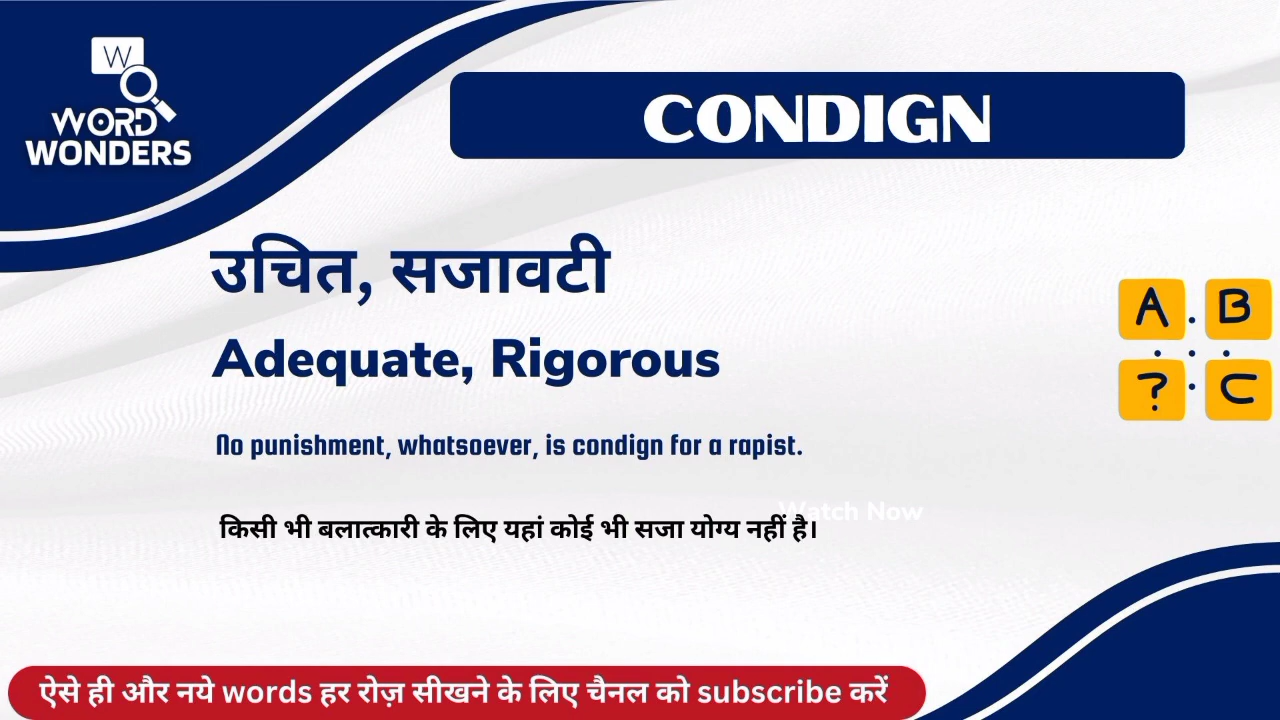 W
WORD
WONDERS
CONDIGN
उचित, सजावटी
Adequate, Rigorous
A B
? C
No punishment, whatsoever, is condign for a rapist.
Watch Now
किसी भी बलात्कारी के लिए यहां कोई भी सजा योग्य नहीं है।
ऐसे ही और नये words हर रोज़ सीखने के लिए चैनल को subscribe करें